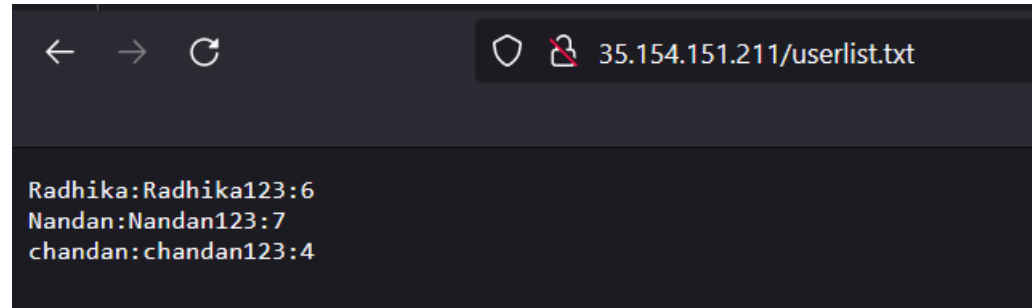 35.154.151.211/userlist.txt
Radhika:Radhika123:6
Nandan:Nandan123:7
chandan:chandan123:4